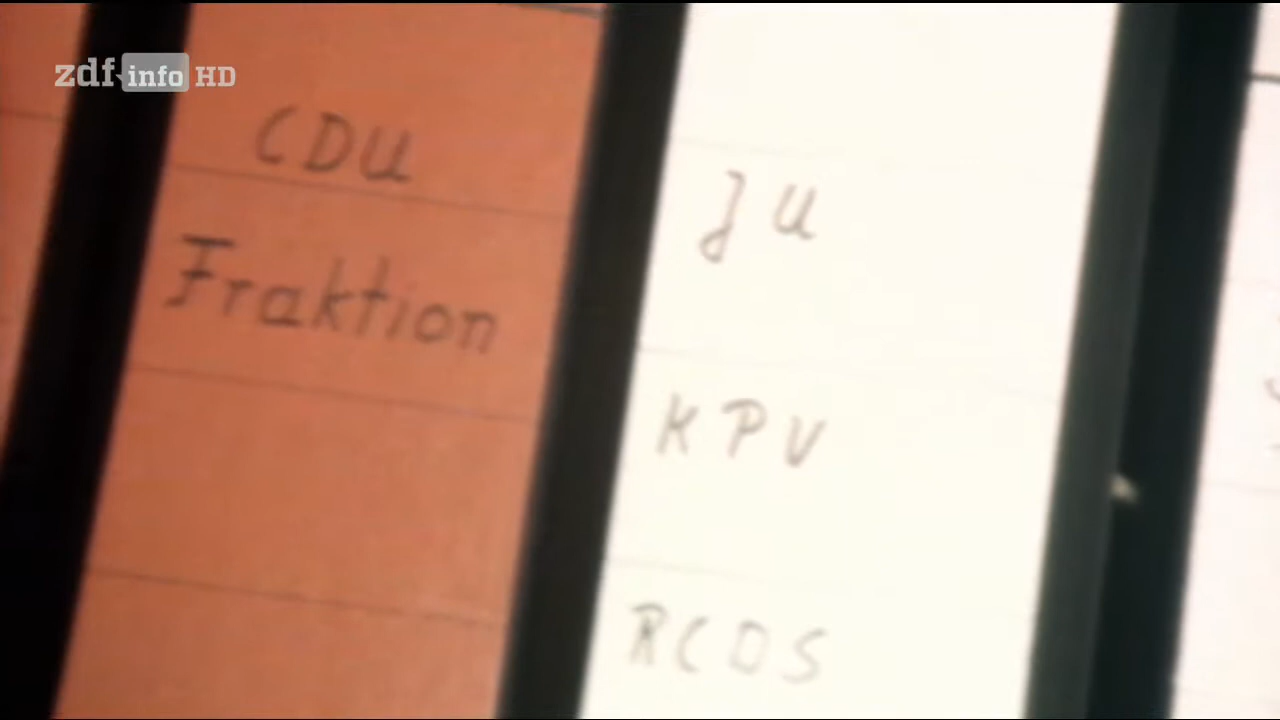 zdf info HD
CDU
Fraktion
JU
KPV
RCDS